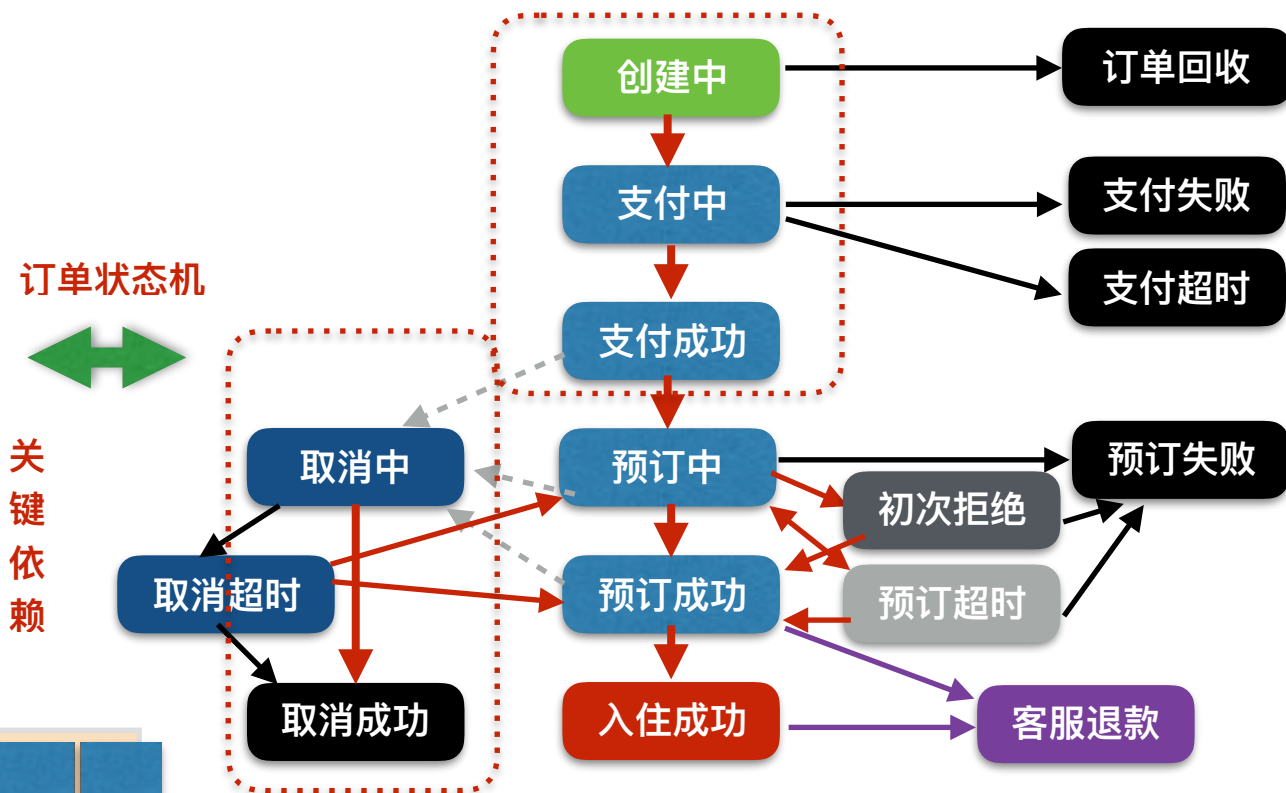 创建中
订单回收
支付中
支付失败
订单状态机
支付超时
支付成功
关
键
依
赖
取消中
预订中
预订失败
初次拒绝
取消超时
预订成功
预订超时
取消成功
入住成功
客服退款